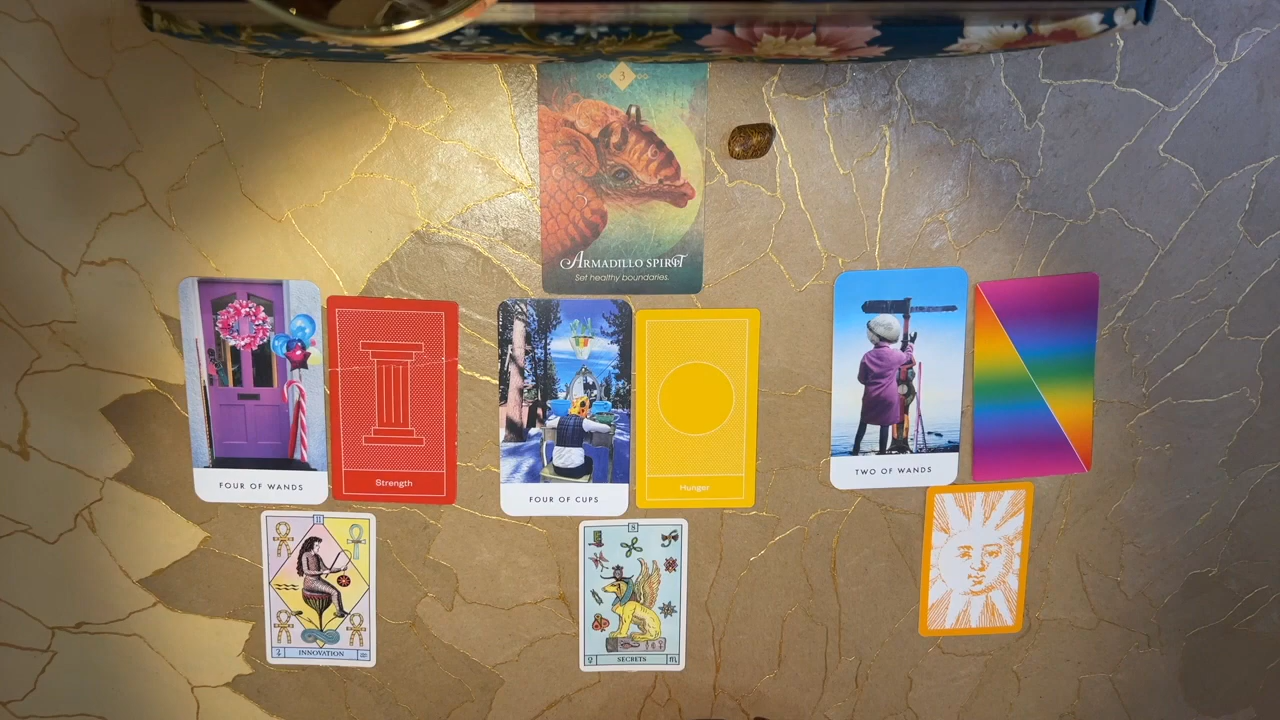 3
ARMADILLO SPIRIT
Set healthy boundaries.
FOUR OF WANDS
Strength
FOUR OF CUPS
Hunger
TWO OF WANDS
II
INNOVATION
8
SECRETS